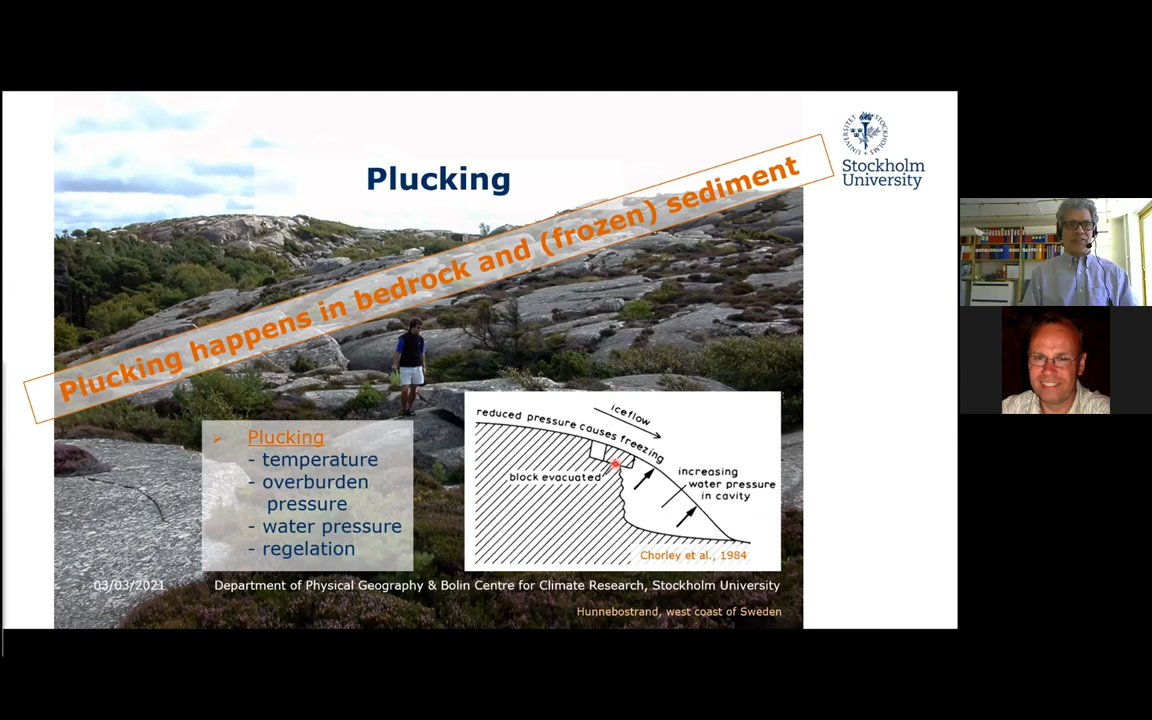 Plucking
Plucking happens in bedrock and (frozen) sediment
Stockholm
University
Plucking
- temperature
- overburden
pressure
- water pressure
- regelation
iceflow
reduced pressure causes freezing
block evacuated
increasing
water pressure
in cavity
Chorley et al., 1984
03/03/2021
Department of Physical Geography & Bolin Centre for Climate Research, Stockholm University
Hunnebostrand, west coast of Sweden